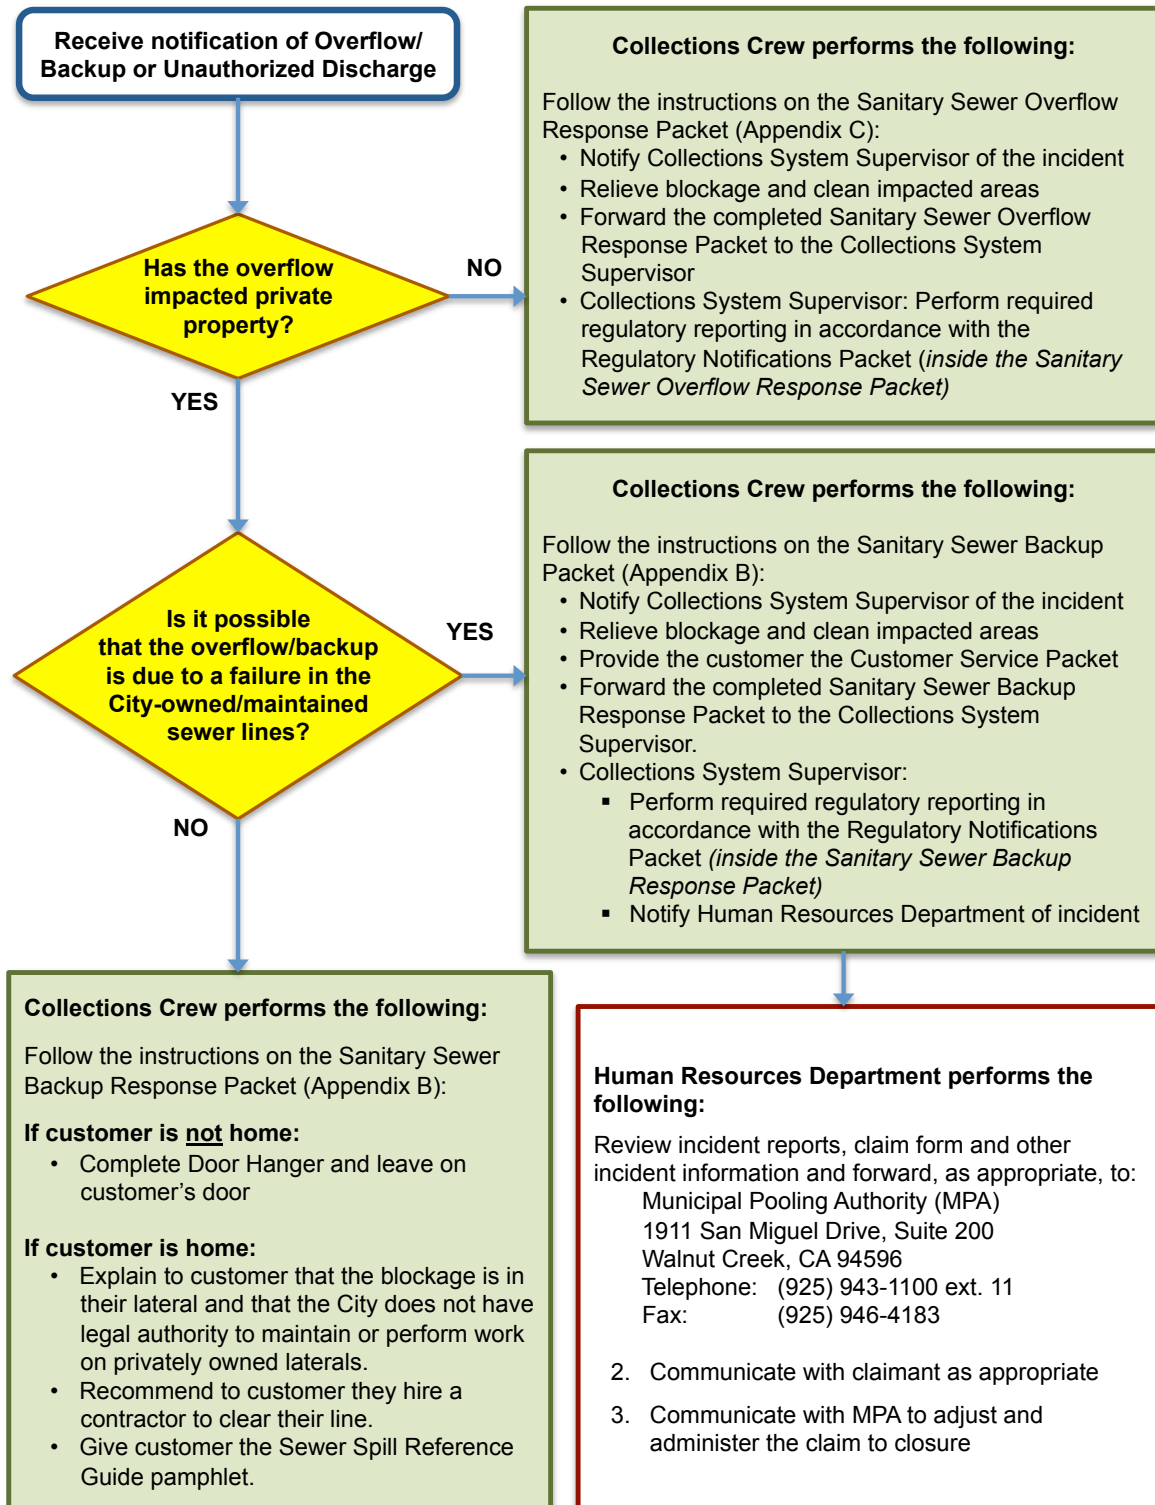 Receive notification of Overflow/
Backup or Unauthorized Discharge
Has the overflow
impacted private
property?
NO
YES
Collections Crew performs the following:
Follow the instructions on the Sanitary Sewer Overflow
Response Packet (Appendix C):
• Notify Collections System Supervisor of the incident
• Relieve blockage and clean impacted areas
• Forward the completed Sanitary Sewer Overflow
Response Packet to the Collections System
Supervisor
• Collections System Supervisor: Perform required
regulatory reporting in accordance with the
Regulatory Notifications Packet (inside the Sanitary
Sewer Overflow Response Packet)
Is it possible
that the overflow/backup
is due to a failure in the
City-owned/maintained
sewer lines?
YES
NO
Collections Crew performs the following:
Follow the instructions on the Sanitary Sewer Backup
Packet (Appendix B):
• Notify Collections System Supervisor of the incident
• Relieve blockage and clean impacted areas
• Provide the customer the Customer Service Packet
• Forward the completed Sanitary Sewer Backup
Response Packet to the Collections System
Supervisor.
• Collections System Supervisor:
▪ Perform required regulatory reporting in
accordance with the Regulatory Notifications
Packet (inside the Sanitary Sewer Backup
Response Packet)
▪ Notify Human Resources Department of incident
Collections Crew performs the following:
Follow the instructions on the Sanitary Sewer
Backup Response Packet (Appendix B):
If customer is not home:
• Complete Door Hanger and leave on
customer’s door
If customer is home:
• Explain to customer that the blockage is in
their lateral and that the City does not have
legal authority to maintain or perform work
on privately owned laterals.
• Recommend to customer they hire a
contractor to clear their line.
• Give customer the Sewer Spill Reference
Guide pamphlet.
Human Resources Department performs the
following:
Review incident reports, claim form and other
incident information and forward, as appropriate, to:
Municipal Pooling Authority (MPA)
1911 San Miguel Drive, Suite 200
Walnut Creek, CA 94596
Telephone: (925) 943-1100 ext. 11
Fax: (925) 946-4183
2. Communicate with claimant as appropriate
3. Communicate with MPA to adjust and
administer the claim to closure